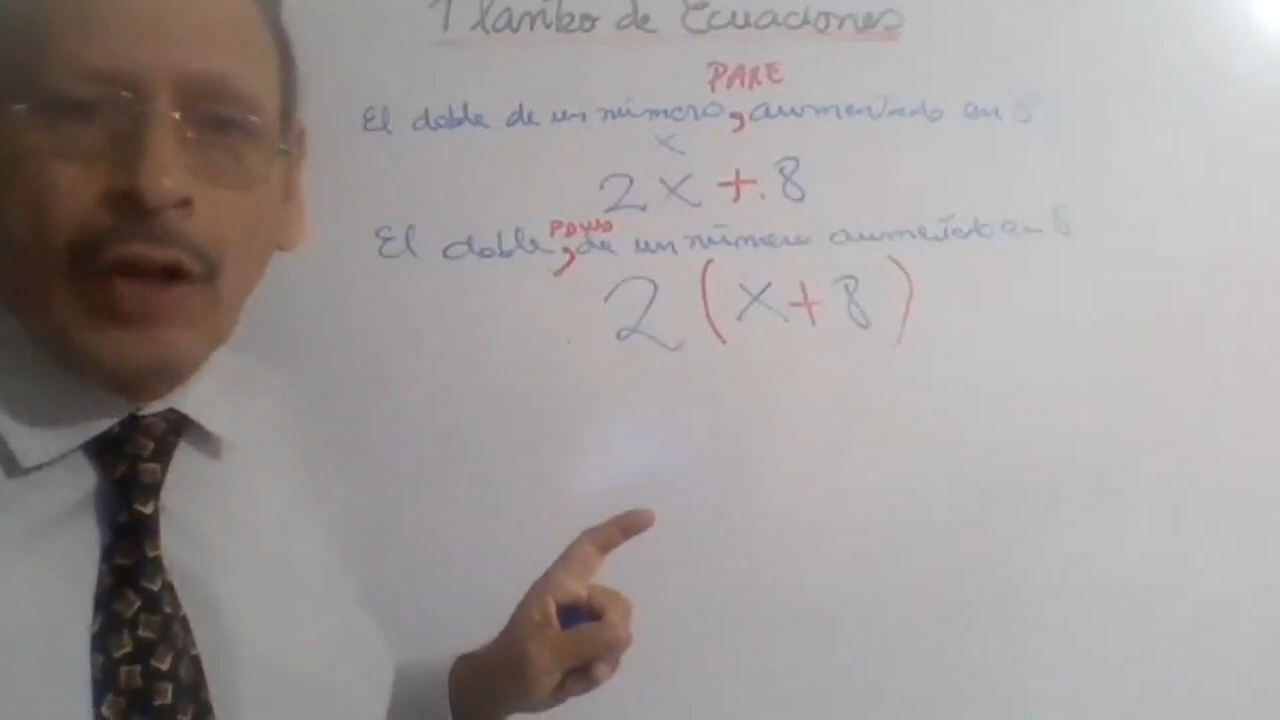 Planteo de Ecuaciones
PARE
El doble de un número, aumentado en 8
x
2x + 8
El doble, de un número aumentado en 8
2 (x+8)